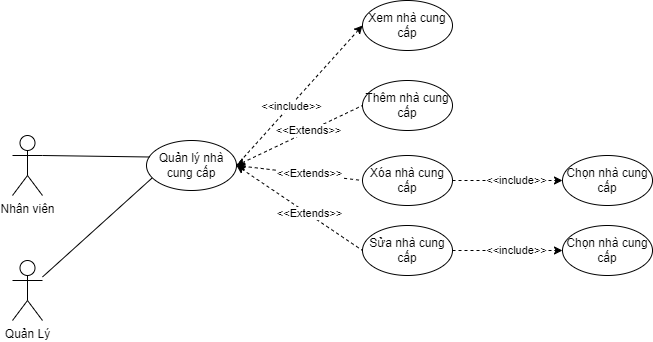 Xem nhà cung
cấp
<<include>>
Thêm nhà cung
cấp
<<Extends>>
Quản lý nhà
cung cấp
<<Extends>>
Xóa nhà cung
cấp
<<include>>
Chọn nhà cung
cấp
Nhân viên
<<Extends>>
Sửa nhà cung
cấp
<<include>>
Chọn nhà cung
cấp
Quản Lý